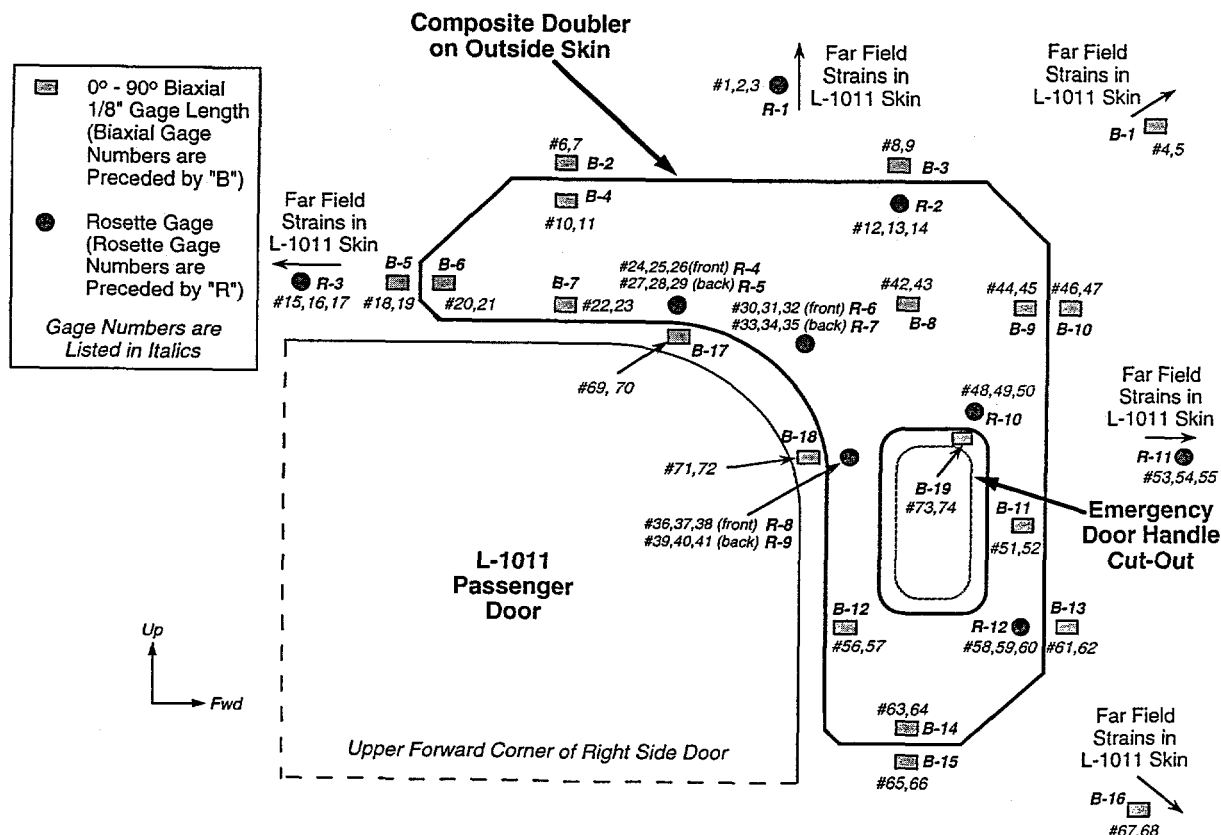 Composite Doubler
on Outside Skin
0° - 90° Biaxial
1/8" Gage Length
(Biaxial Gage
Numbers are
Preceded by "B")
Rosette Gage
(Rosette Gage
Numbers are
Preceded by "R")
Gage Numbers are
Listed in Italics
#1,2,3
R-1
Far Field
Strains in
L-1011 Skin
Far Field
Strains in
L-1011 Skin
B-1
#4,5
#6,7
B-2
#8,9
B-3
B-4
#10,11
R-2
#12,13,14
Far Field
Strains in
L-1011 Skin
R-3
#15,16,17
B-5
#18,19
B-6
#20,21
B-7
#22,23
#24,25,26(front) R-4
#27,28,29 (back) R-5
#30,31,32 (front) R-6
#33,34,35 (back) R-7
#42,43
B-8
#44,45
B-9
#46,47
B-10
B-17
#69, 70
#48,49,50
R-10
Far Field
Strains in
L-1011 Skin
R-11
#53,54,55
B-18
#71,72
B-19
#73,74
#36,37,38 (front) R-8
#39,40,41 (back) R-9
B-11
#51,52
Emergency
Door Handle
Cut-Out
L-1011
Passenger
Door
B-12
#56,57
R-12
#58,59,60
B-13
#61,62
Up
Fwd
#63,64
B-14
B-15
#65,66
Upper Forward Corner of Right Side Door
Far Field
Strains in
L-1011 Skin
B-16
#67,68